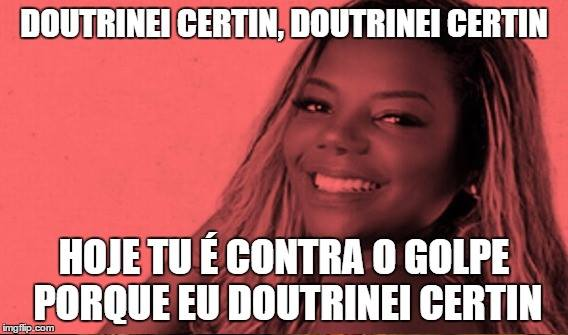 DOUTRINEI CERTIN, DOUTRINEI CERTIN
HOJE TU É CONTRA O GOLPE
PORQUE EU DOUTRINEI CERTIN
imgflip.com